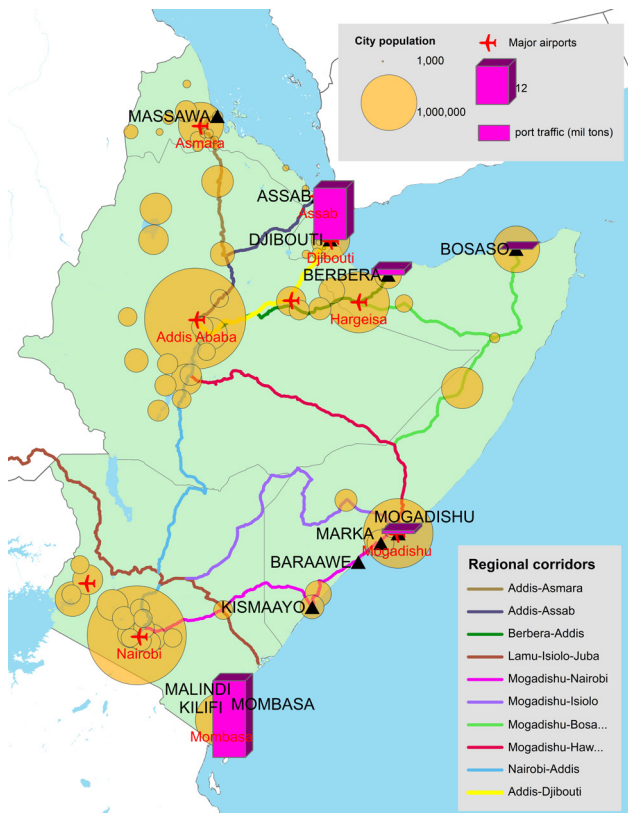 City population
1,000
1,000,000
Major airports
12
port traffic (mil tons)
MASSAWA
Asmara
ASSAB
Assab
DJIBOUTI
Djibouti
BERBERA
BOSASO
Hargeisa
Addis Ababa
MOGADISHU
MARKA
Mogadishu
BARAAWE
KISMAAYO
Nairobi
MALINDI
KILIFI
MOMBASA
Mombasa
Regional corridors
Addis-Asmara
Addis-Assab
Berbera-Addis
Lamu-Isiolo-Juba
Mogadishu-Nairobi
Mogadishu-Isiolo
Mogadishu-Bosa...
Mogadishu-Haw...
Nairobi-Addis
Addis-Djibouti